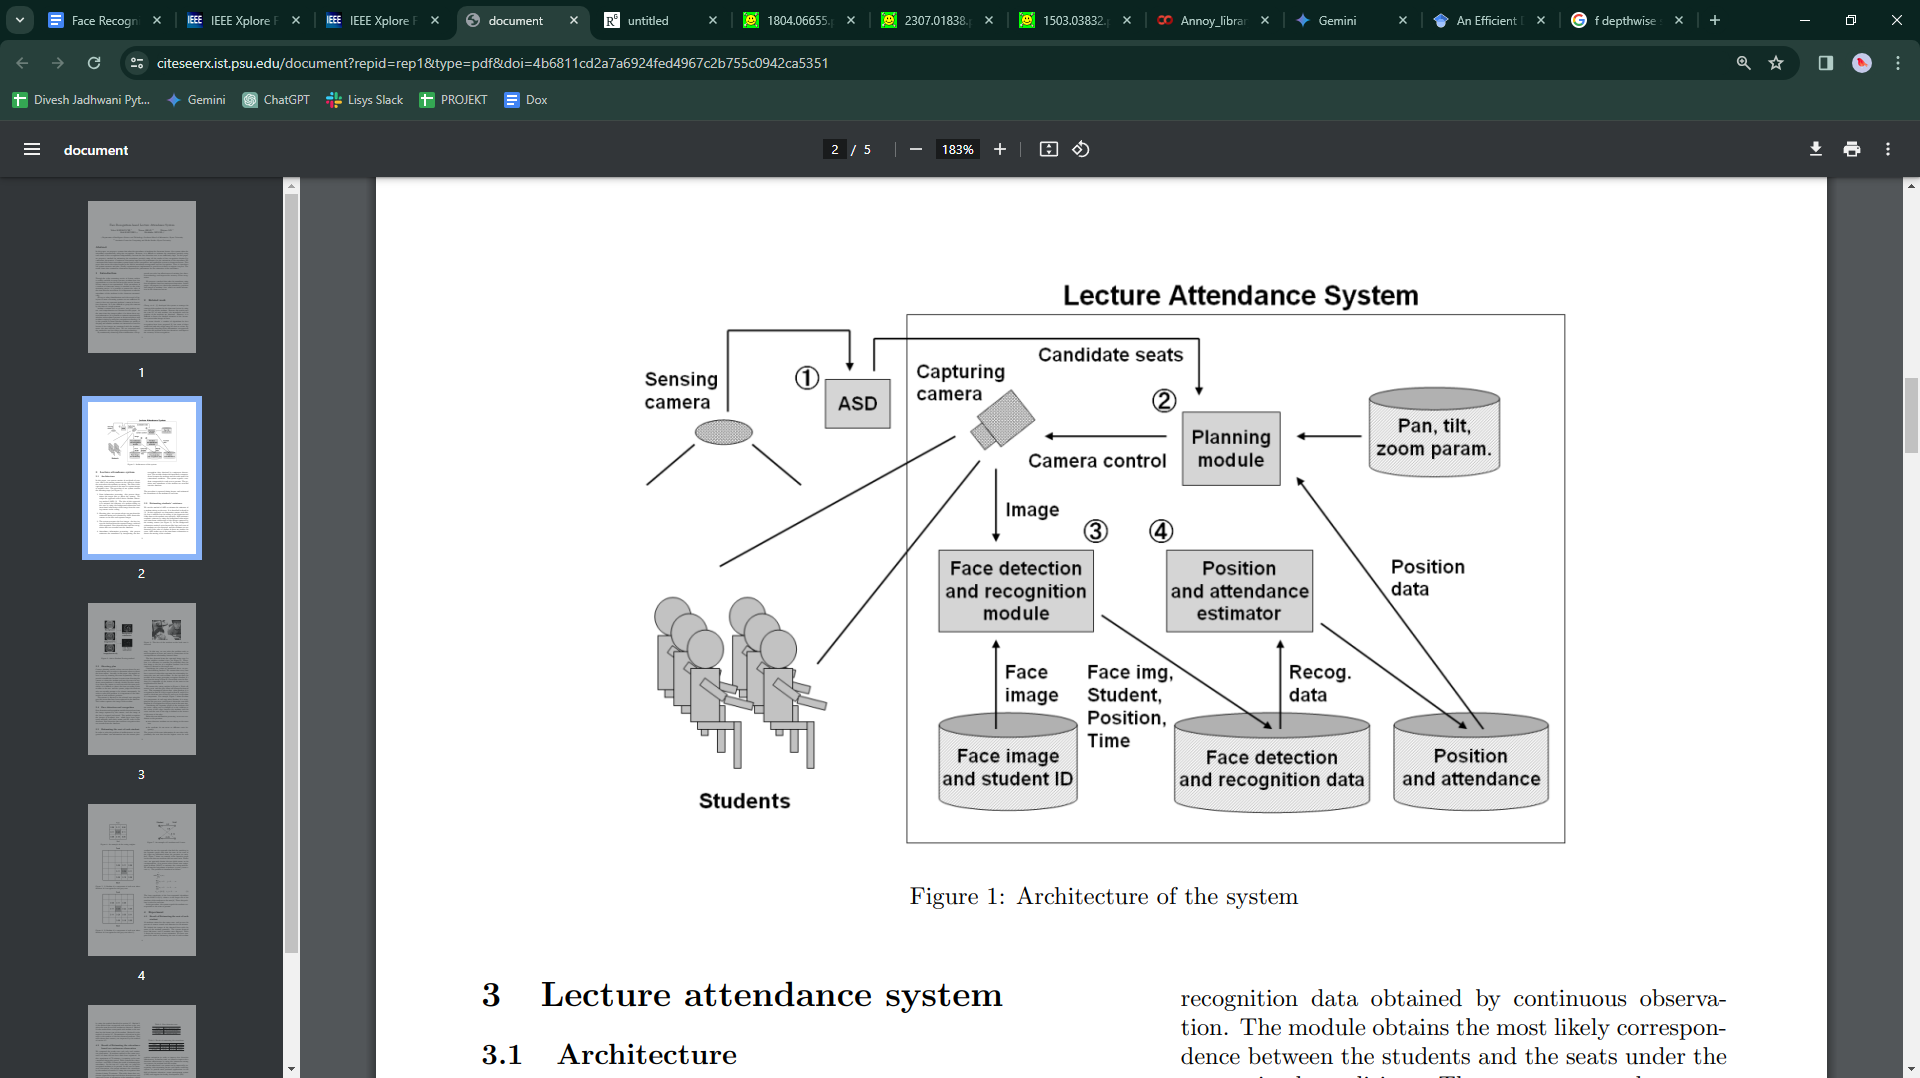 Face Recogn
IEEE Xplore F
IEEE Xplore F
document
untitled
1804.06655.
2307.01838.
1503.03832.
Annoy_librar
Gemini
An Efficient
f depthwise
citeseerx.ist.psu.edu/document?repid=rep1&type=pdf&doi=4b6811cd2a7a6924fed4967c2b755c0942ca5351
Divesh Jadhwani Pyt...
Gemini
ChatGPT
Lisys Slack
PROJEKT
Dox
document
2 / 5
183%
1
2
3
4
Lecture Attendance System
Sensing
camera
①
ASD
Capturing
camera
Candidate seats
②
Planning
module
Camera control
Pan, tilt,
zoom param.
Image
③
Face detection
and recognition
module
④
Position
and attendance
estimator
Position
data
Face
image
Face img,
Student,
Position,
Time
Recog.
data
Face image
and student ID
Face detection
and recognition data
Position
and attendance
Students
Figure 1: Architecture of the system
3 Lecture attendance system
3.1 Architecture
recognition data obtained by continuous observa-
tion. The module obtains the most likely correspon-
dence between the students and the seats under the